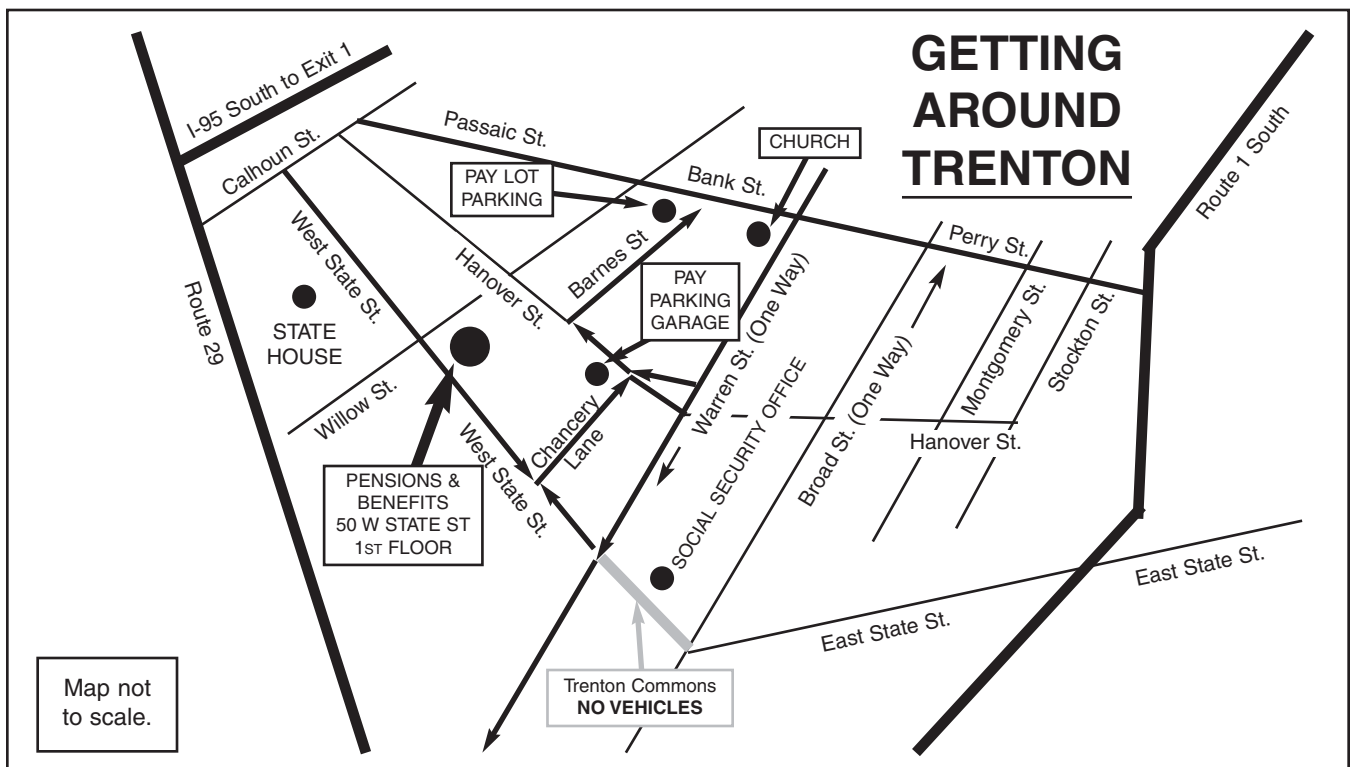 GETTING
AROUND
TRENTON
I-95 South to Exit 1
Calhoun St.
Passaic St.
CHURCH
PAY LOT
PARKING
Bank St.
Route 1 South
West State St.
Hanover St.
Barnes St
Perry St.
PAY
PARKING
GARAGE
Route 29
STATE
HOUSE
Warren St. (One Way)
Montgomery St.
Stockton St.
Willow St.
Chancery
Lane
SOCIAL SECURITY OFFICE
Broad St. (One Way)
Hanover St.
West State St.
PENSIONS &
BENEFITS
50 W STATE ST
1ST FLOOR
East State St.
East State St.
Map not
to scale.
Trenton Commons
NO VEHICLES